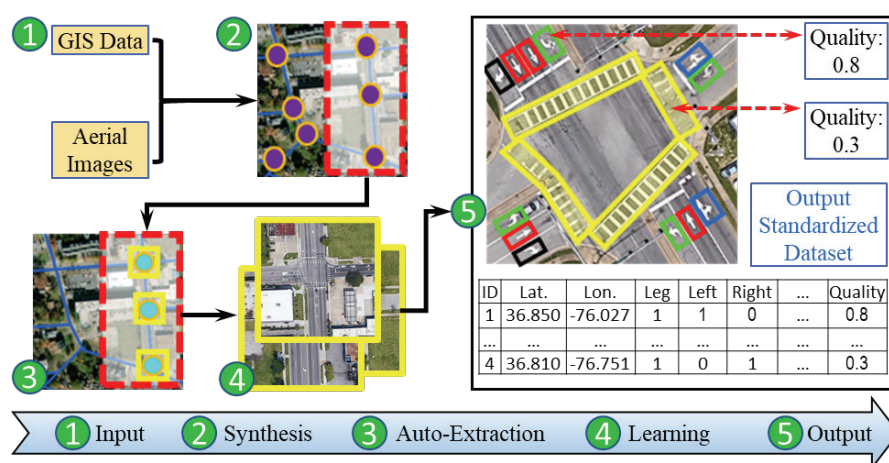 1
GIS Data
Aerial
Images
2
3
4
5
Quality:
0.8
Quality:
0.3
Output
Standardized
Dataset
ID Lat. Lon. Leg Left Right ... Quality
1 36.850 -76.027 1 1 0 ... 0.8
... ... ... ... ... ... ... ...
4 36.810 -76.751 1 0 1 ... 0.3
1 Input 2 Synthesis 3 Auto-Extraction 4 Learning 5 Output